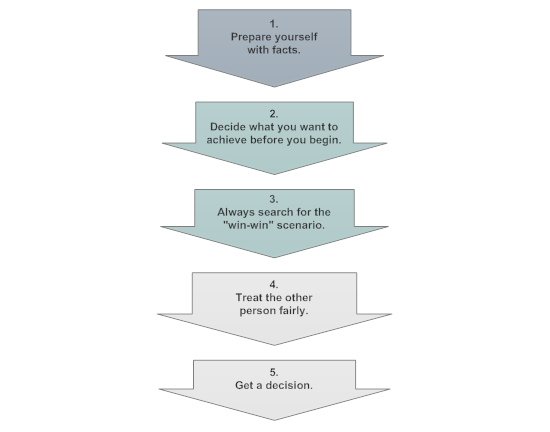 1.
Prepare yourself
with facts.
2.
Decide what you want to
achieve before you begin.
3.
Always search for the
"win-win" scenario.
4.
Treat the other
person fairly.
5.
Get a decision.